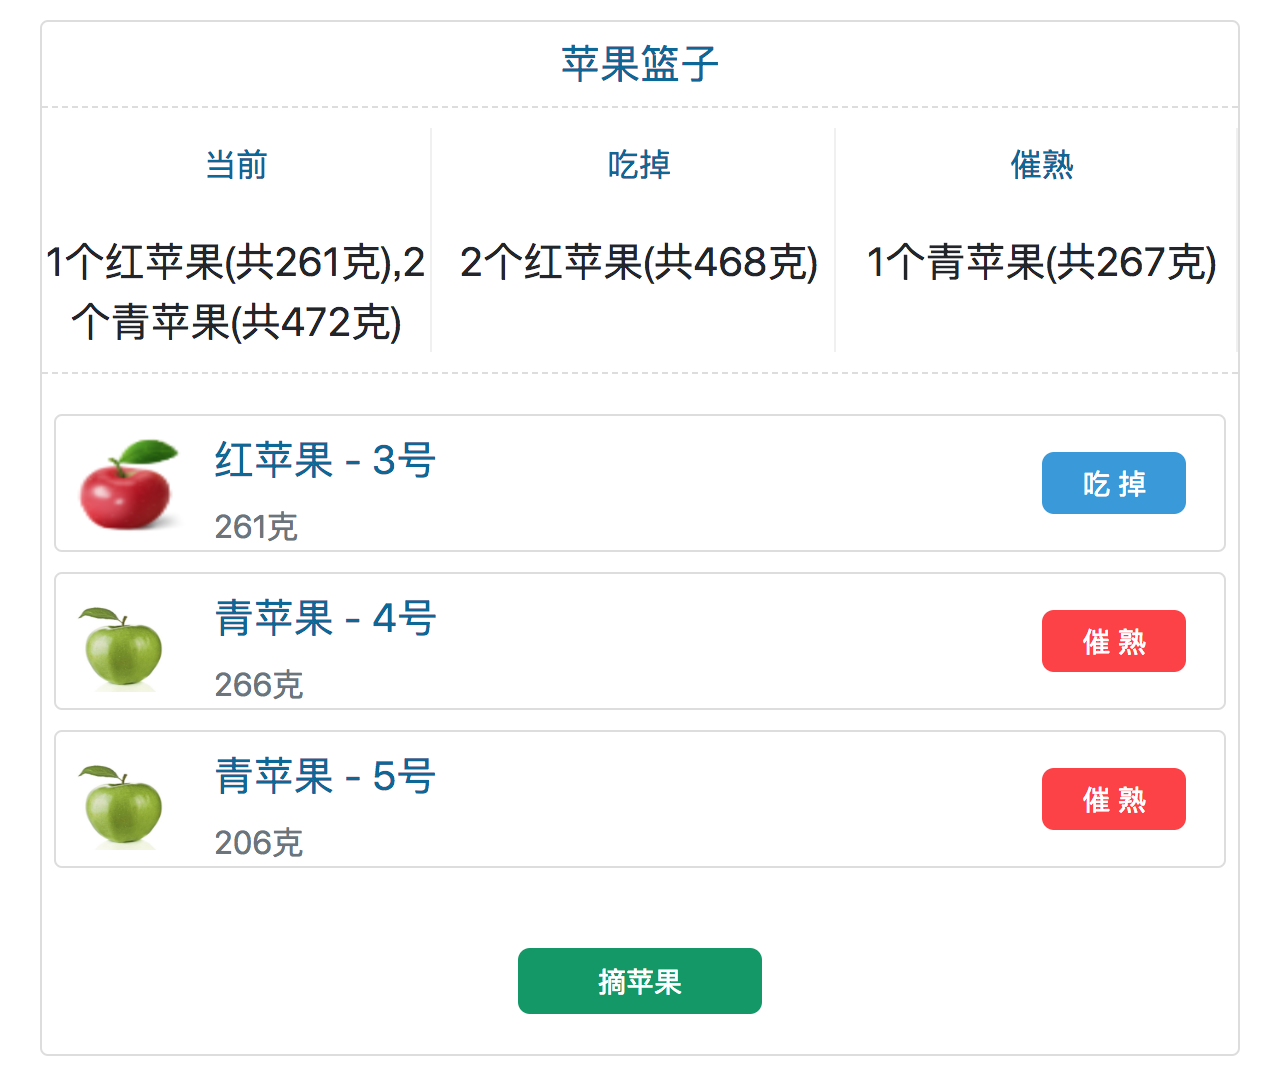 苹果篮子
当前
吃掉
催熟
1个红苹果(共261克),2
个青苹果(共472克)
2个红苹果(共468克)
1个青苹果(共267克)
红苹果 - 3号
261克
吃 掉
青苹果 - 4号
266克
催 熟
青苹果 - 5号
206克
催 熟
摘苹果